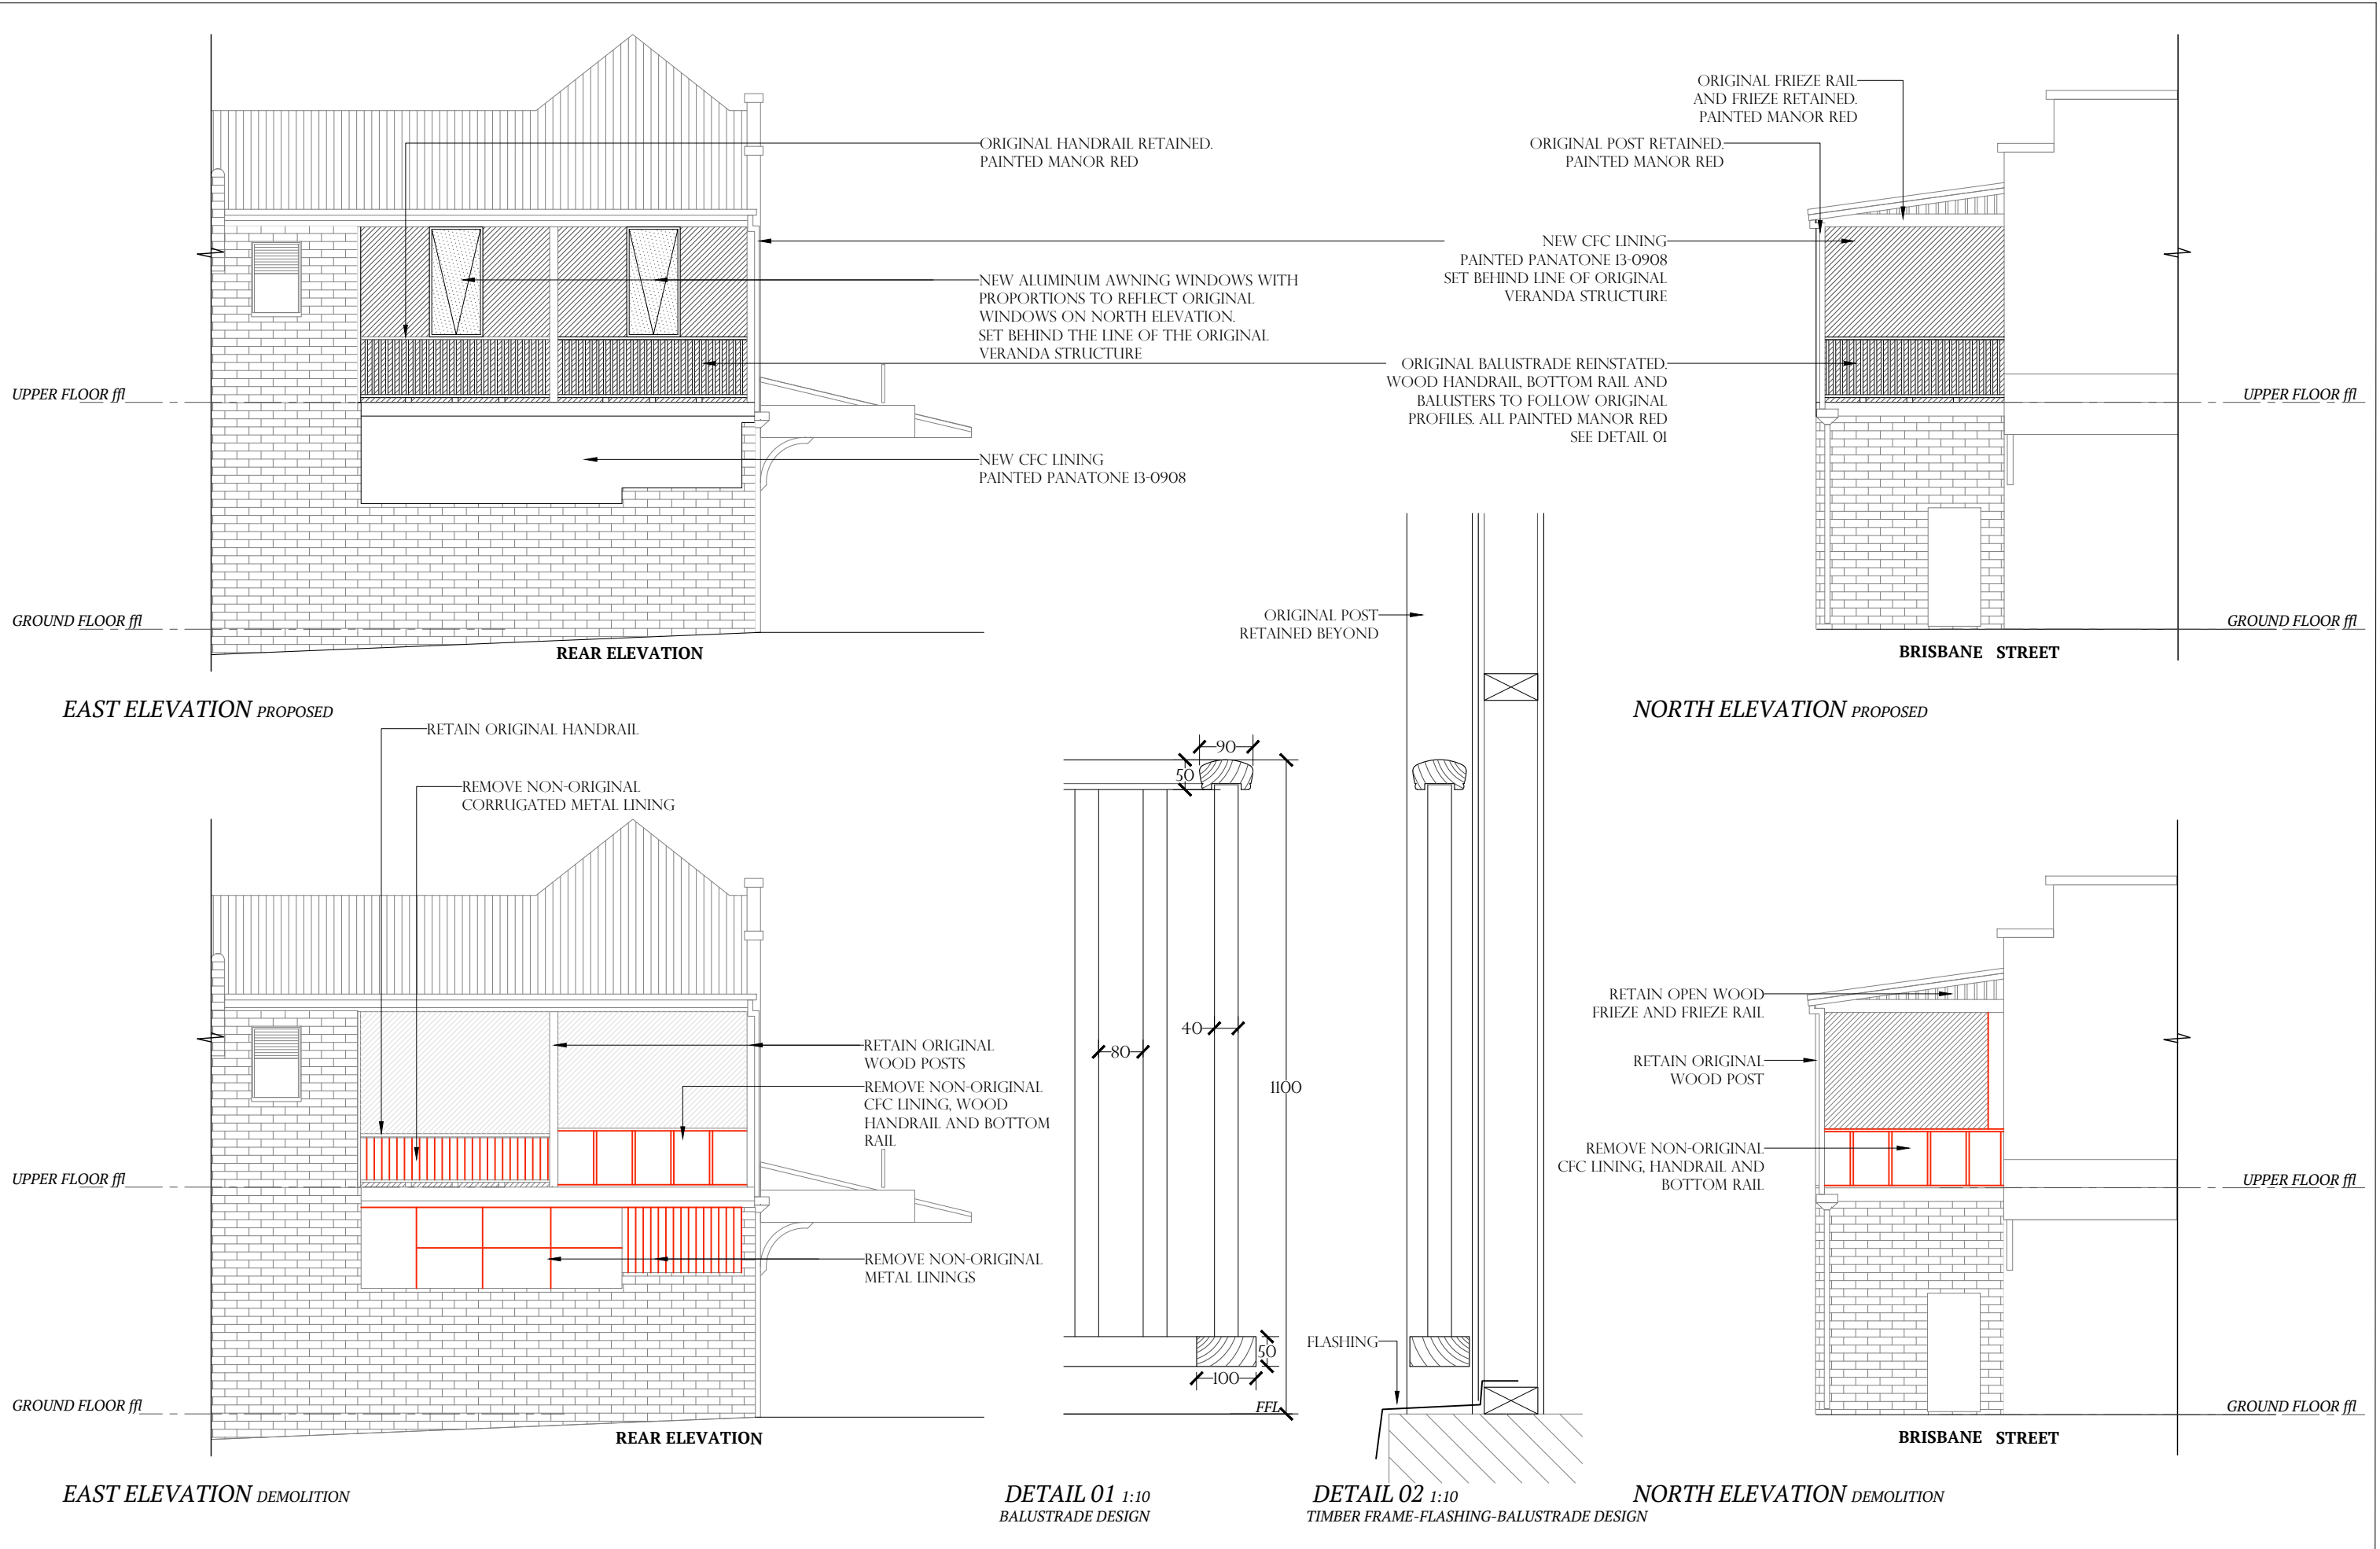 ORIGINAL HANDRAIL RETAINED.
PAINTED MANOR RED
NEW ALUMINUM AWNING WINDOWS WITH
PROPORTIONS TO REFLECT ORIGINAL
WINDOWS ON NORTH ELEVATION.
SET BEHIND THE LINE OF THE ORIGINAL
VERANDA STRUCTURE
NEW CFC LINING
PAINTED PANATONE 13-0908
UPPER FLOOR ffl
GROUND FLOOR ffl
REAR ELEVATION
EAST ELEVATION PROPOSED
ORIGINAL FRIEZE RAIL
AND FRIEZE RETAINED.
PAINTED MANOR RED
ORIGINAL POST RETAINED.
PAINTED MANOR RED
NEW CFC LINING
PAINTED PANATONE 13-0908
SET BEHIND LINE OF ORIGINAL
VERANDA STRUCTURE
ORIGINAL BALUSTRADE REINSTATED.
WOOD HANDRAIL, BOTTOM RAIL AND
BALUSTERS TO FOLLOW ORIGINAL
PROFILES. ALL PAINTED MANOR RED
SEE DETAIL 01
UPPER FLOOR ffl
GROUND FLOOR ffl
BRISBANE STREET
NORTH ELEVATION PROPOSED
RETAIN ORIGINAL HANDRAIL
REMOVE NON-ORIGINAL
CORRUGATED METAL LINING
RETAIN ORIGINAL
WOOD POSTS
REMOVE NON-ORIGINAL
CFC LINING, WOOD
HANDRAIL AND BOTTOM
RAIL
REMOVE NON-ORIGINAL
METAL LININGS
UPPER FLOOR ffl
GROUND FLOOR ffl
REAR ELEVATION
EAST ELEVATION DEMOLITION
90
50
80
40
1100
50
100
FFL
DETAIL 01 1:10
BALUSTRADE DESIGN
ORIGINAL POST
RETAINED BEYOND
FLASHING
DETAIL 02 1:10
TIMBER FRAME-FLASHING-BALUSTRADE DESIGN
RETAIN OPEN WOOD
FRIEZE AND FRIEZE RAIL
RETAIN ORIGINAL
WOOD POST
REMOVE NON-ORIGINAL
CFC LINING, HANDRAIL AND
BOTTOM RAIL
UPPER FLOOR ffl
GROUND FLOOR ffl
BRISBANE STREET
NORTH ELEVATION DEMOLITION